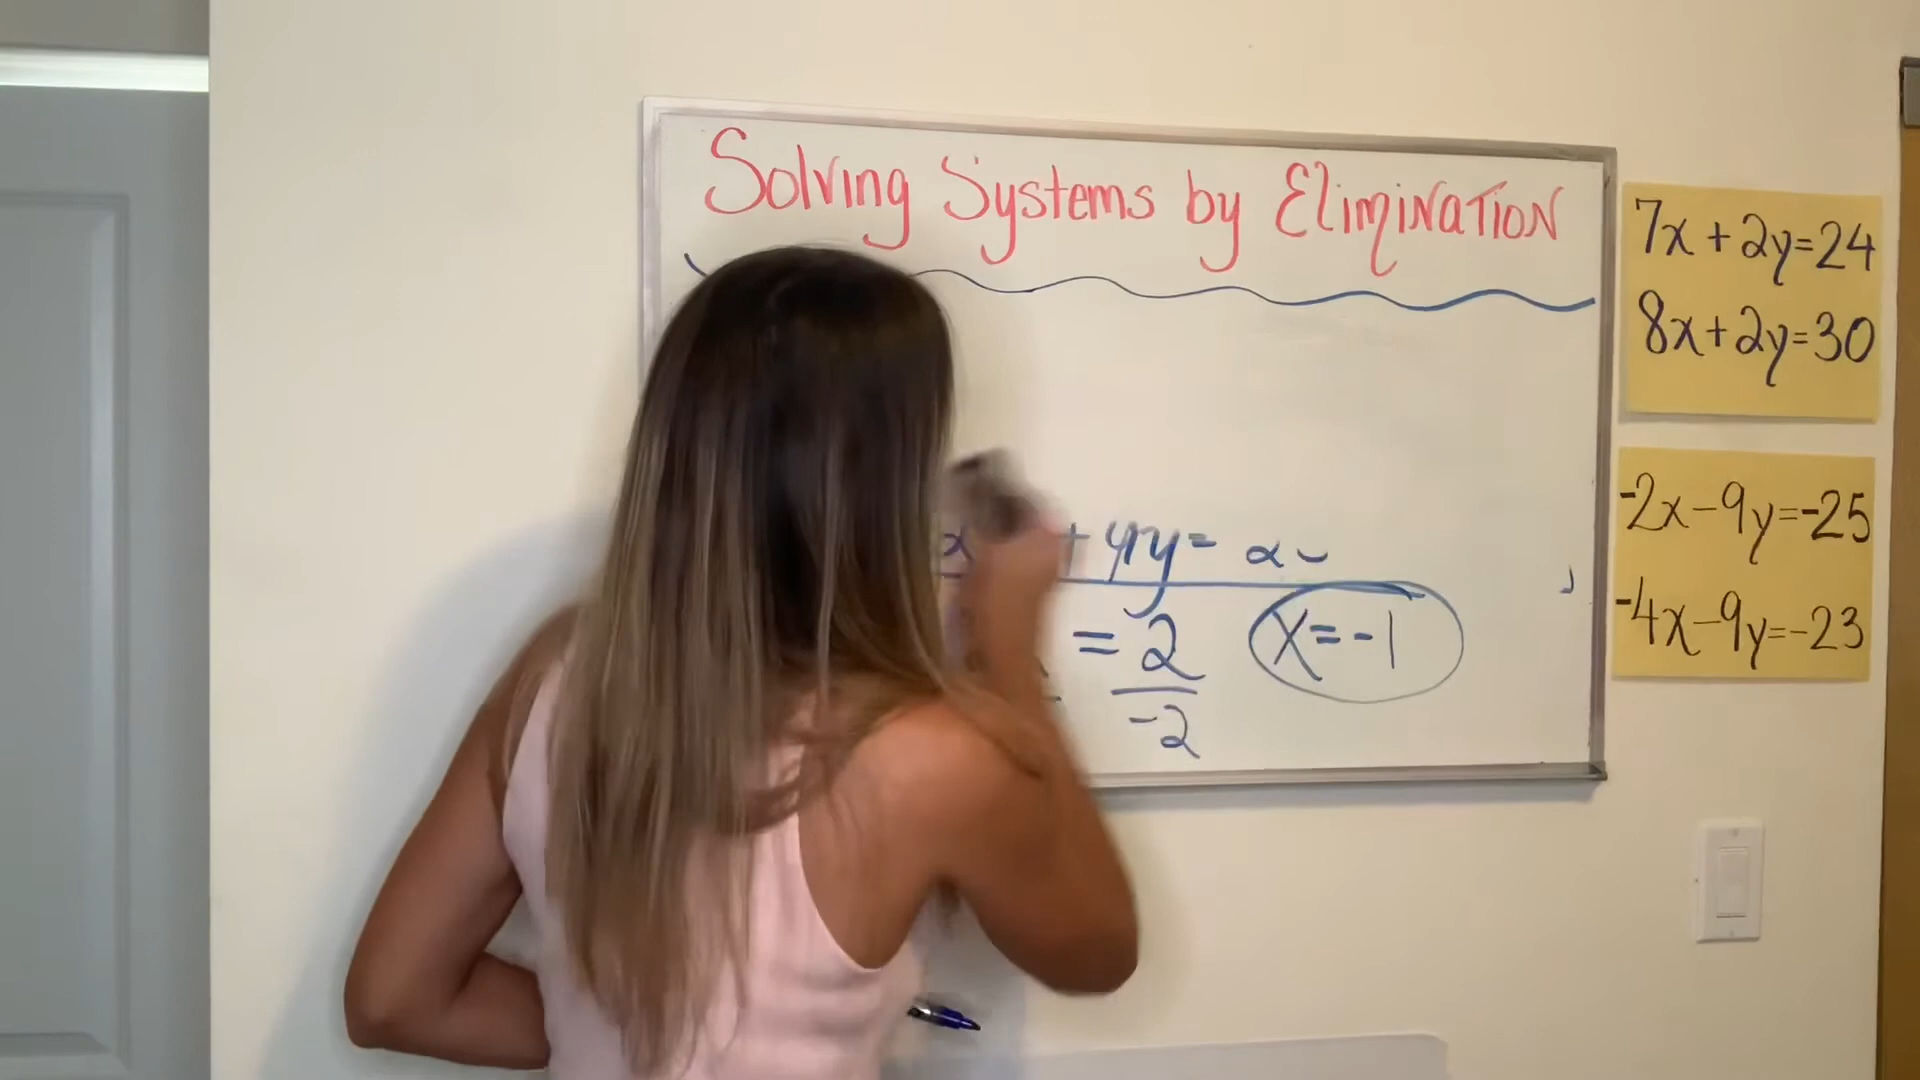 Solving Systems by Elimination
= 2
-2
x = -1
7x + 2y = 24
8x + 2y = 30
-2x - 9y = -25
-4x - 9y = -23